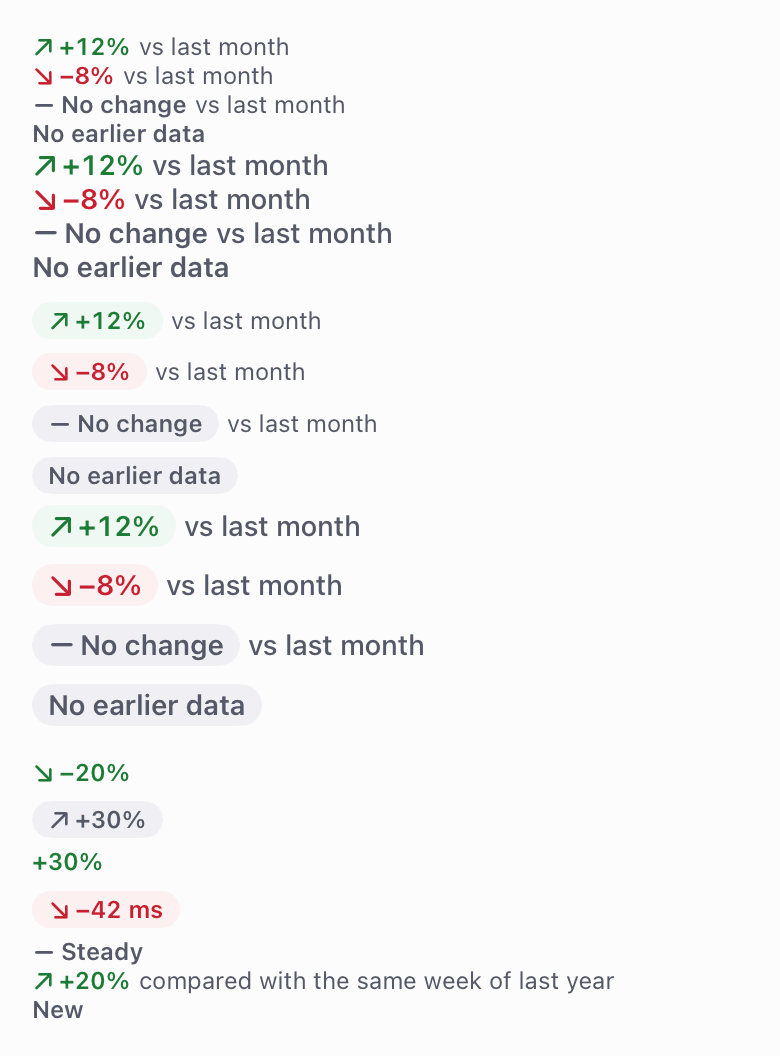 +12% vs last month
−8% vs last month
No change vs last month
No earlier data
+12% vs last month
−8% vs last month
No change vs last month
No earlier data
+12% vs last month
−8% vs last month
No change vs last month
No earlier data
+12% vs last month
−8% vs last month
No change vs last month
No earlier data
−20%
+30%
+30%
−42 ms
Steady
+20% compared with the same week of last year
New